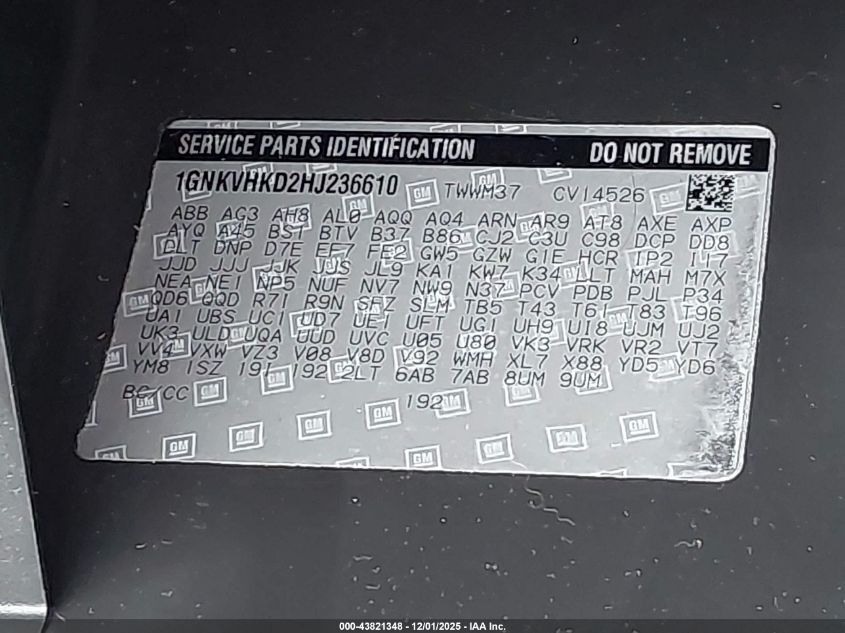 SERVICE PARTS IDENTIFICATION DO NOT REMOVE
1GNKVHKD2HJ236610 TWWM37 CV14526
ABB AG3 AH8 AL0 AQQ AQ4 ARN AR9 AT8 AXE AXP
AYQ A45 BS1 BTV B37 B86 CJ2 C3U C98 DCP DD8
DLT DNP D7E EE7 FE2 GW5 GZW G1E HCR IP2 I17
JJD JJJ JJK JJS JL9 KA1 KW7 K34 LLT MAH M7X
NEA NE1 NP5 NUF NV7 NW9 N37 PCV PDB PJL P34
QD6 QQD R7I R9N SFZ SLM TB5 T43 T61 T83 T96
UA1 UBS UC1 UD7 UE1 UFT UG1 UH9 U18 UJM UJ2
UK3 ULD UQA UUD UVC U05 U80 VK3 VRK VR2 VT7
VV4 VXW VZ3 V08 V8D V92 WMH XL7 X88 YD5 YD6
YM8 1SZ 19I 192 2LT 6AB 7AB 8UM 9UM
BC/CC 192
000-43821348 - 12/01/2025 - IAA Inc.